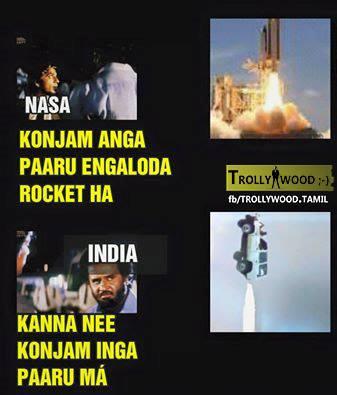 NASA
KONJAM ANGA
PAARU ENGALODA
ROCKET HA
TROLLYWOOD ;-)
fb/TROLLYWOOD.TAMIL
INDIA
KANNA NEE
KONJAM INGA
PAARU MÁ